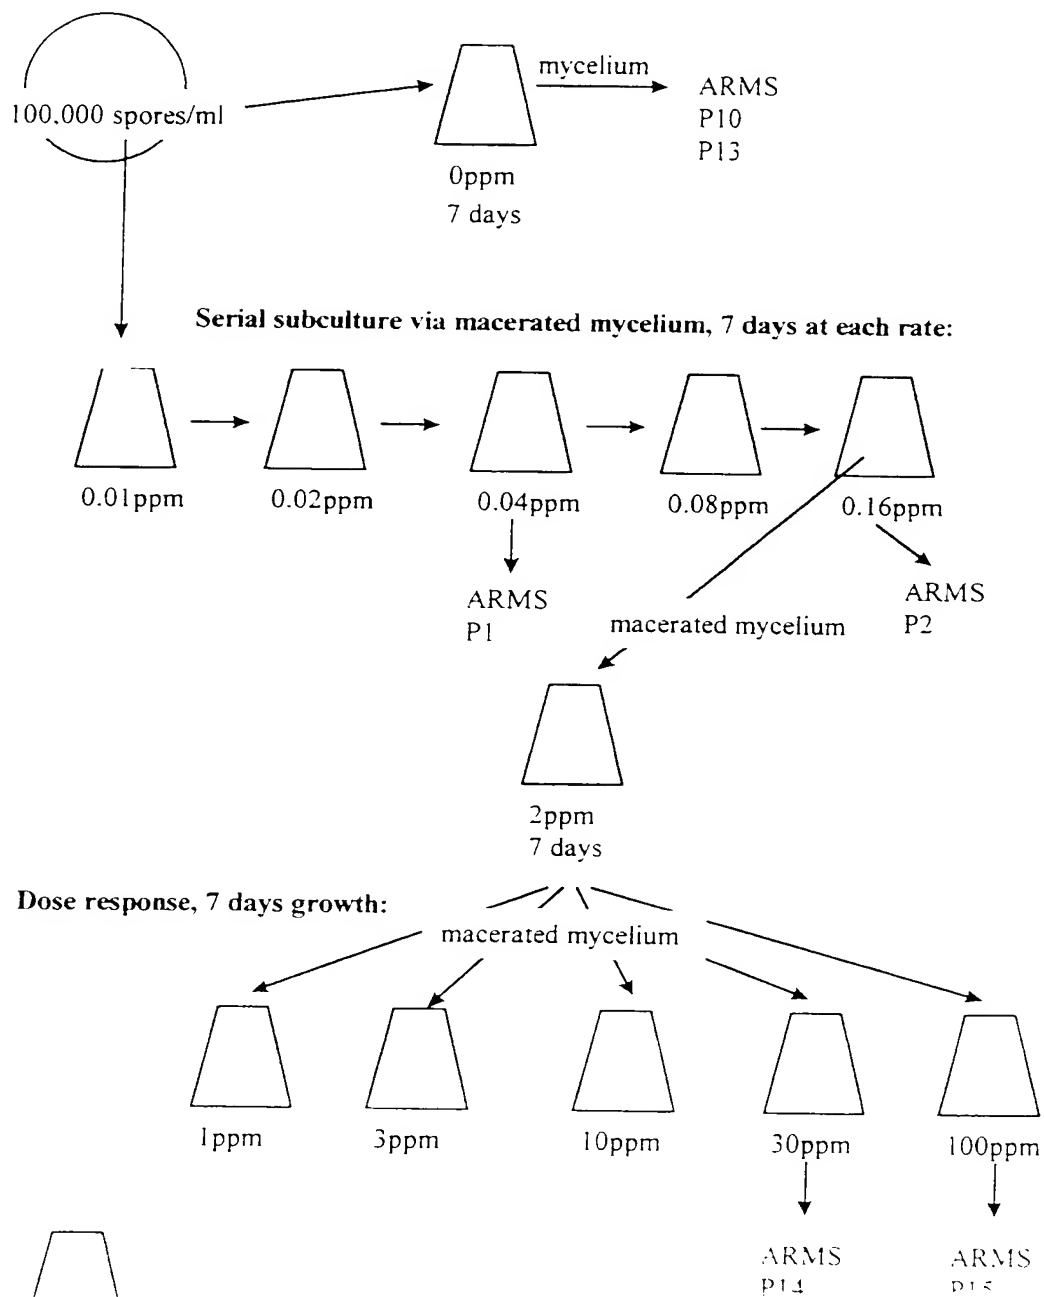 100,000 spores/ml
mycelium
ARMS
P10
P13
0ppm
7 days
Serial subculture via macerated mycelium, 7 days at each rate:
0.01ppm
0.02ppm
0.04ppm
0.08ppm
0.16ppm
ARMS
P1
ARMS
P2
macerated mycelium
2ppm
7 days
Dose response, 7 days growth:
macerated mycelium
1ppm
3ppm
10ppm
30ppm
100ppm
ARMS
P14
ARMS
P15